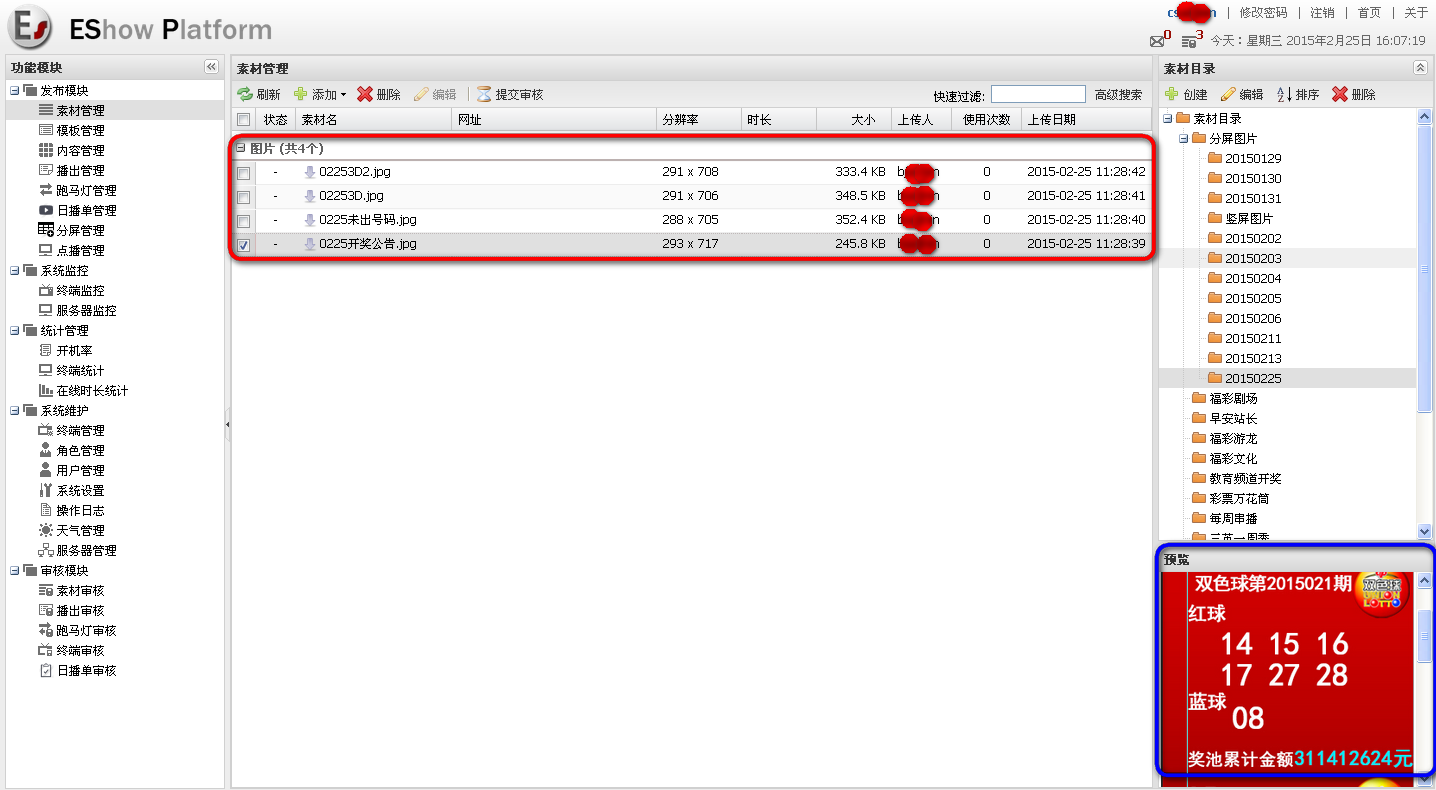 EShow Platform
修改密码 | 注销 | 首页 | 关于
0 3 今天：星期三 2015年2月25日 16:07:19
功能模块
发布模块
素材管理
模板管理
内容管理
播出管理
跑马灯管理
日播单管理
分屏管理
点播管理
系统监控
终端监控
服务器监控
统计管理
开机率
终端统计
在线时长统计
系统维护
终端管理
角色管理
用户管理
系统设置
操作日志
天气管理
服务器管理
审核模块
素材审核
播出审核
跑马灯审核
终端审核
日播单审核
素材管理
刷新 添加 删除 编辑 提交审核 快速过滤: 高级搜索
状态 素材名 网址 分辨率 时长 大小 上传人 使用次数 上传日期
图片 (共4个)
- 02253D2.jpg 291 x 708 333.4 KB 0 2015-02-25 11:28:42
- 02253D.jpg 291 x 706 348.5 KB 0 2015-02-25 11:28:41
- 0225未出号码.jpg 288 x 705 352.4 KB 0 2015-02-25 11:28:40
- 0225开奖公告.jpg 293 x 717 245.8 KB 0 2015-02-25 11:28:39
素材目录
创建 编辑 排序 删除
素材目录
分屏图片
20150129
20150130
20150131
竖屏图片
20150202
20150203
20150204
20150205
20150206
20150211
20150213
20150225
福彩剧场
早安站长
福彩游龙
福彩文化
教育频道开奖
彩票万花筒
每周串播
预览
双色球第2015021期
双色球
UNION
LOTTO
红球
14 15 16
17 27 28
蓝球
08
奖池累计金额311412624元